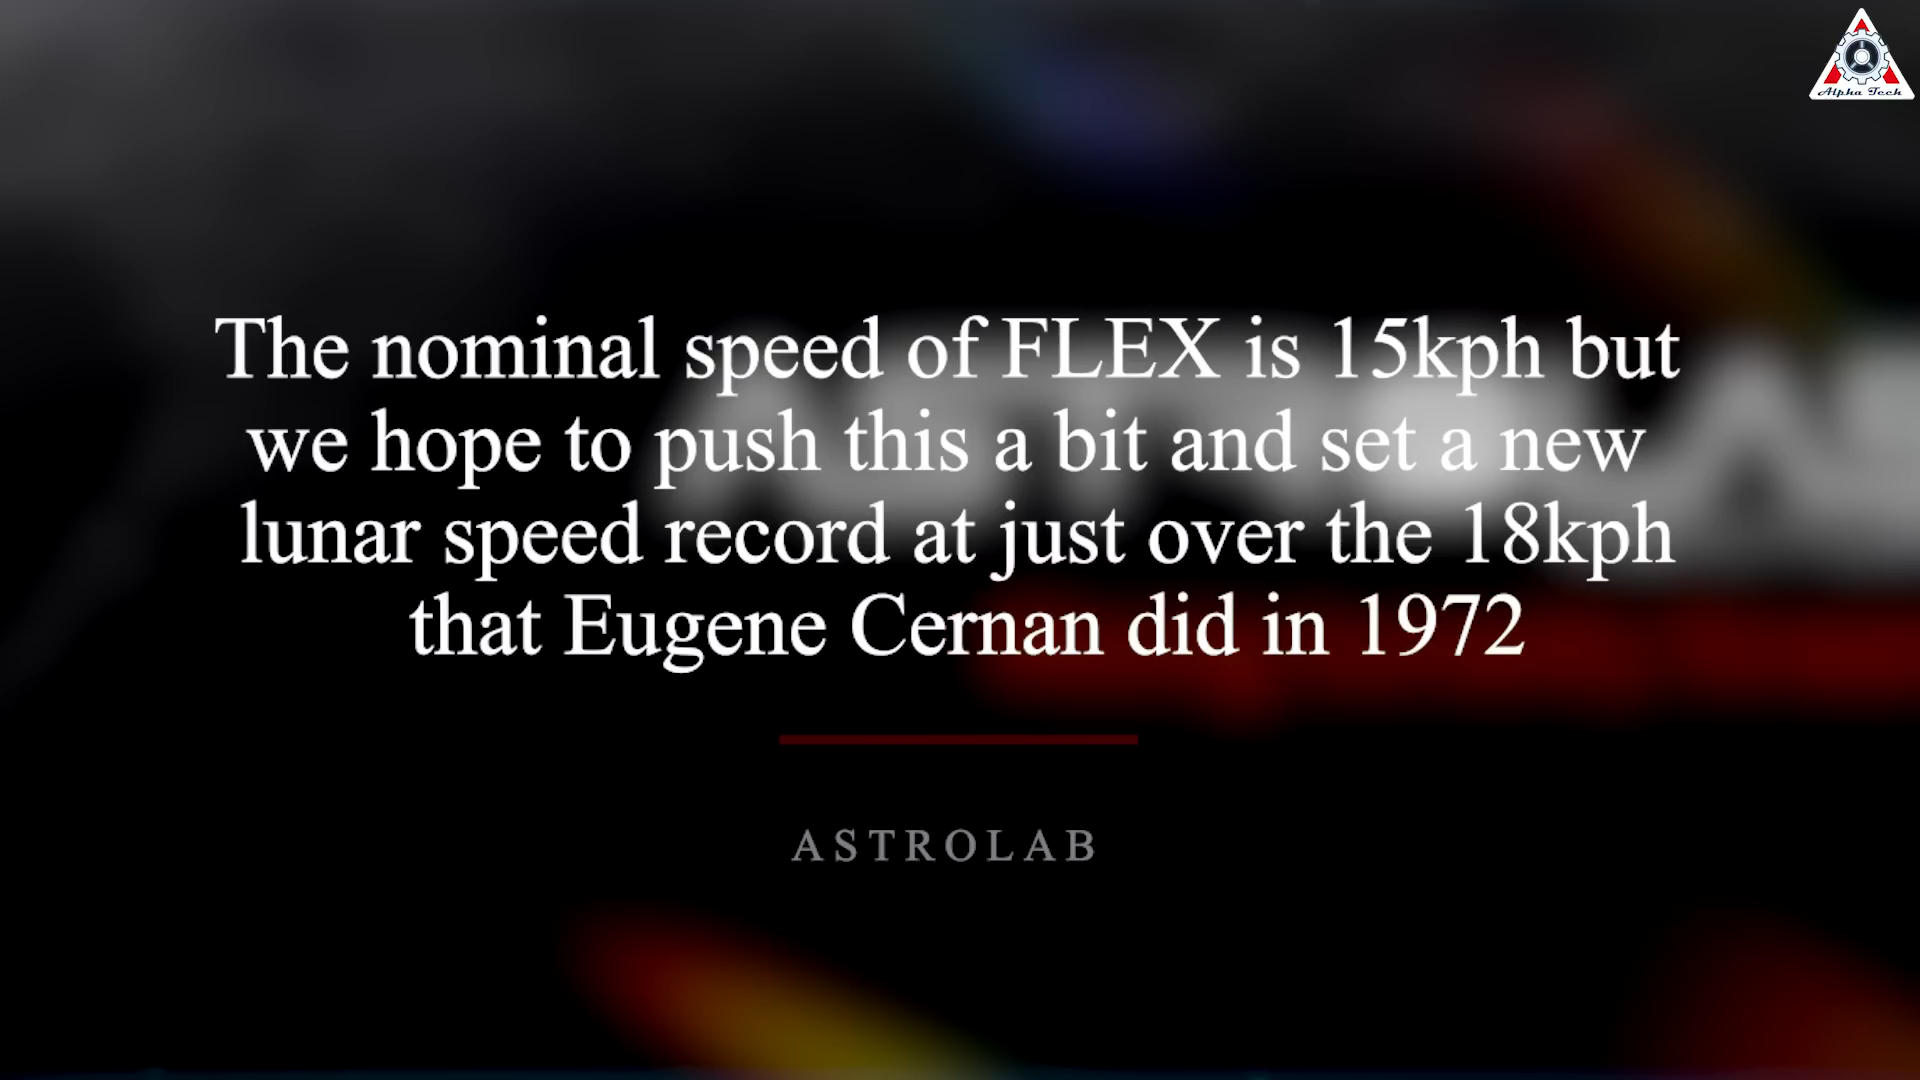 Alpha Tech
The nominal speed of FLEX is 15kph but
we hope to push this a bit and set a new
lunar speed record at just over the 18kph
that Eugene Cernan did in 1972
ASTROLAB